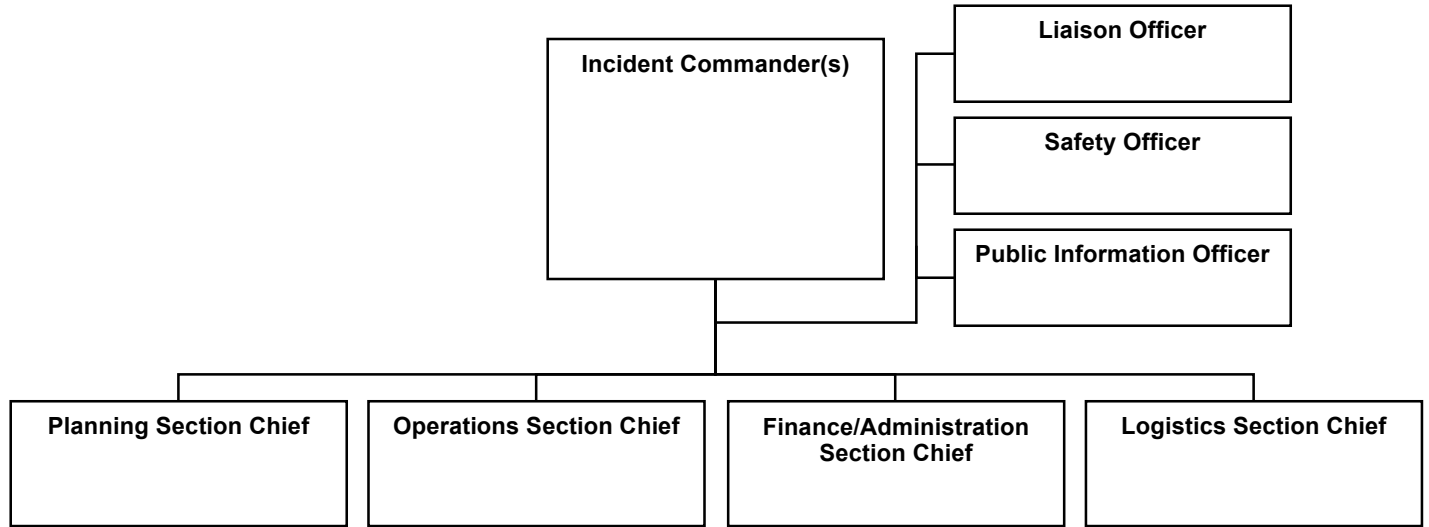 Liaison Officer
Incident Commander(s)
Safety Officer
Public Information Officer
Planning Section Chief
Operations Section Chief
Finance/Administration
Section Chief
Logistics Section Chief